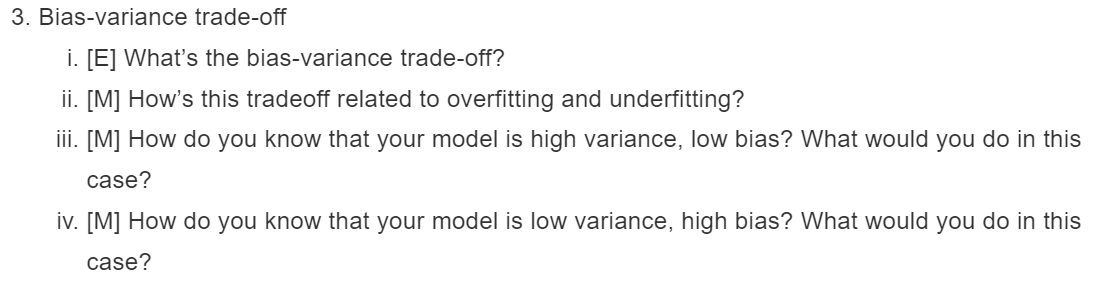 3. Bias-variance trade-off
i. [E] What’s the bias-variance trade-off?
ii. [M] How’s this tradeoff related to overfitting and underfitting?
iii. [M] How do you know that your model is high variance, low bias? What would you do in this
case?
iv. [M] How do you know that your model is low variance, high bias? What would you do in this
case?